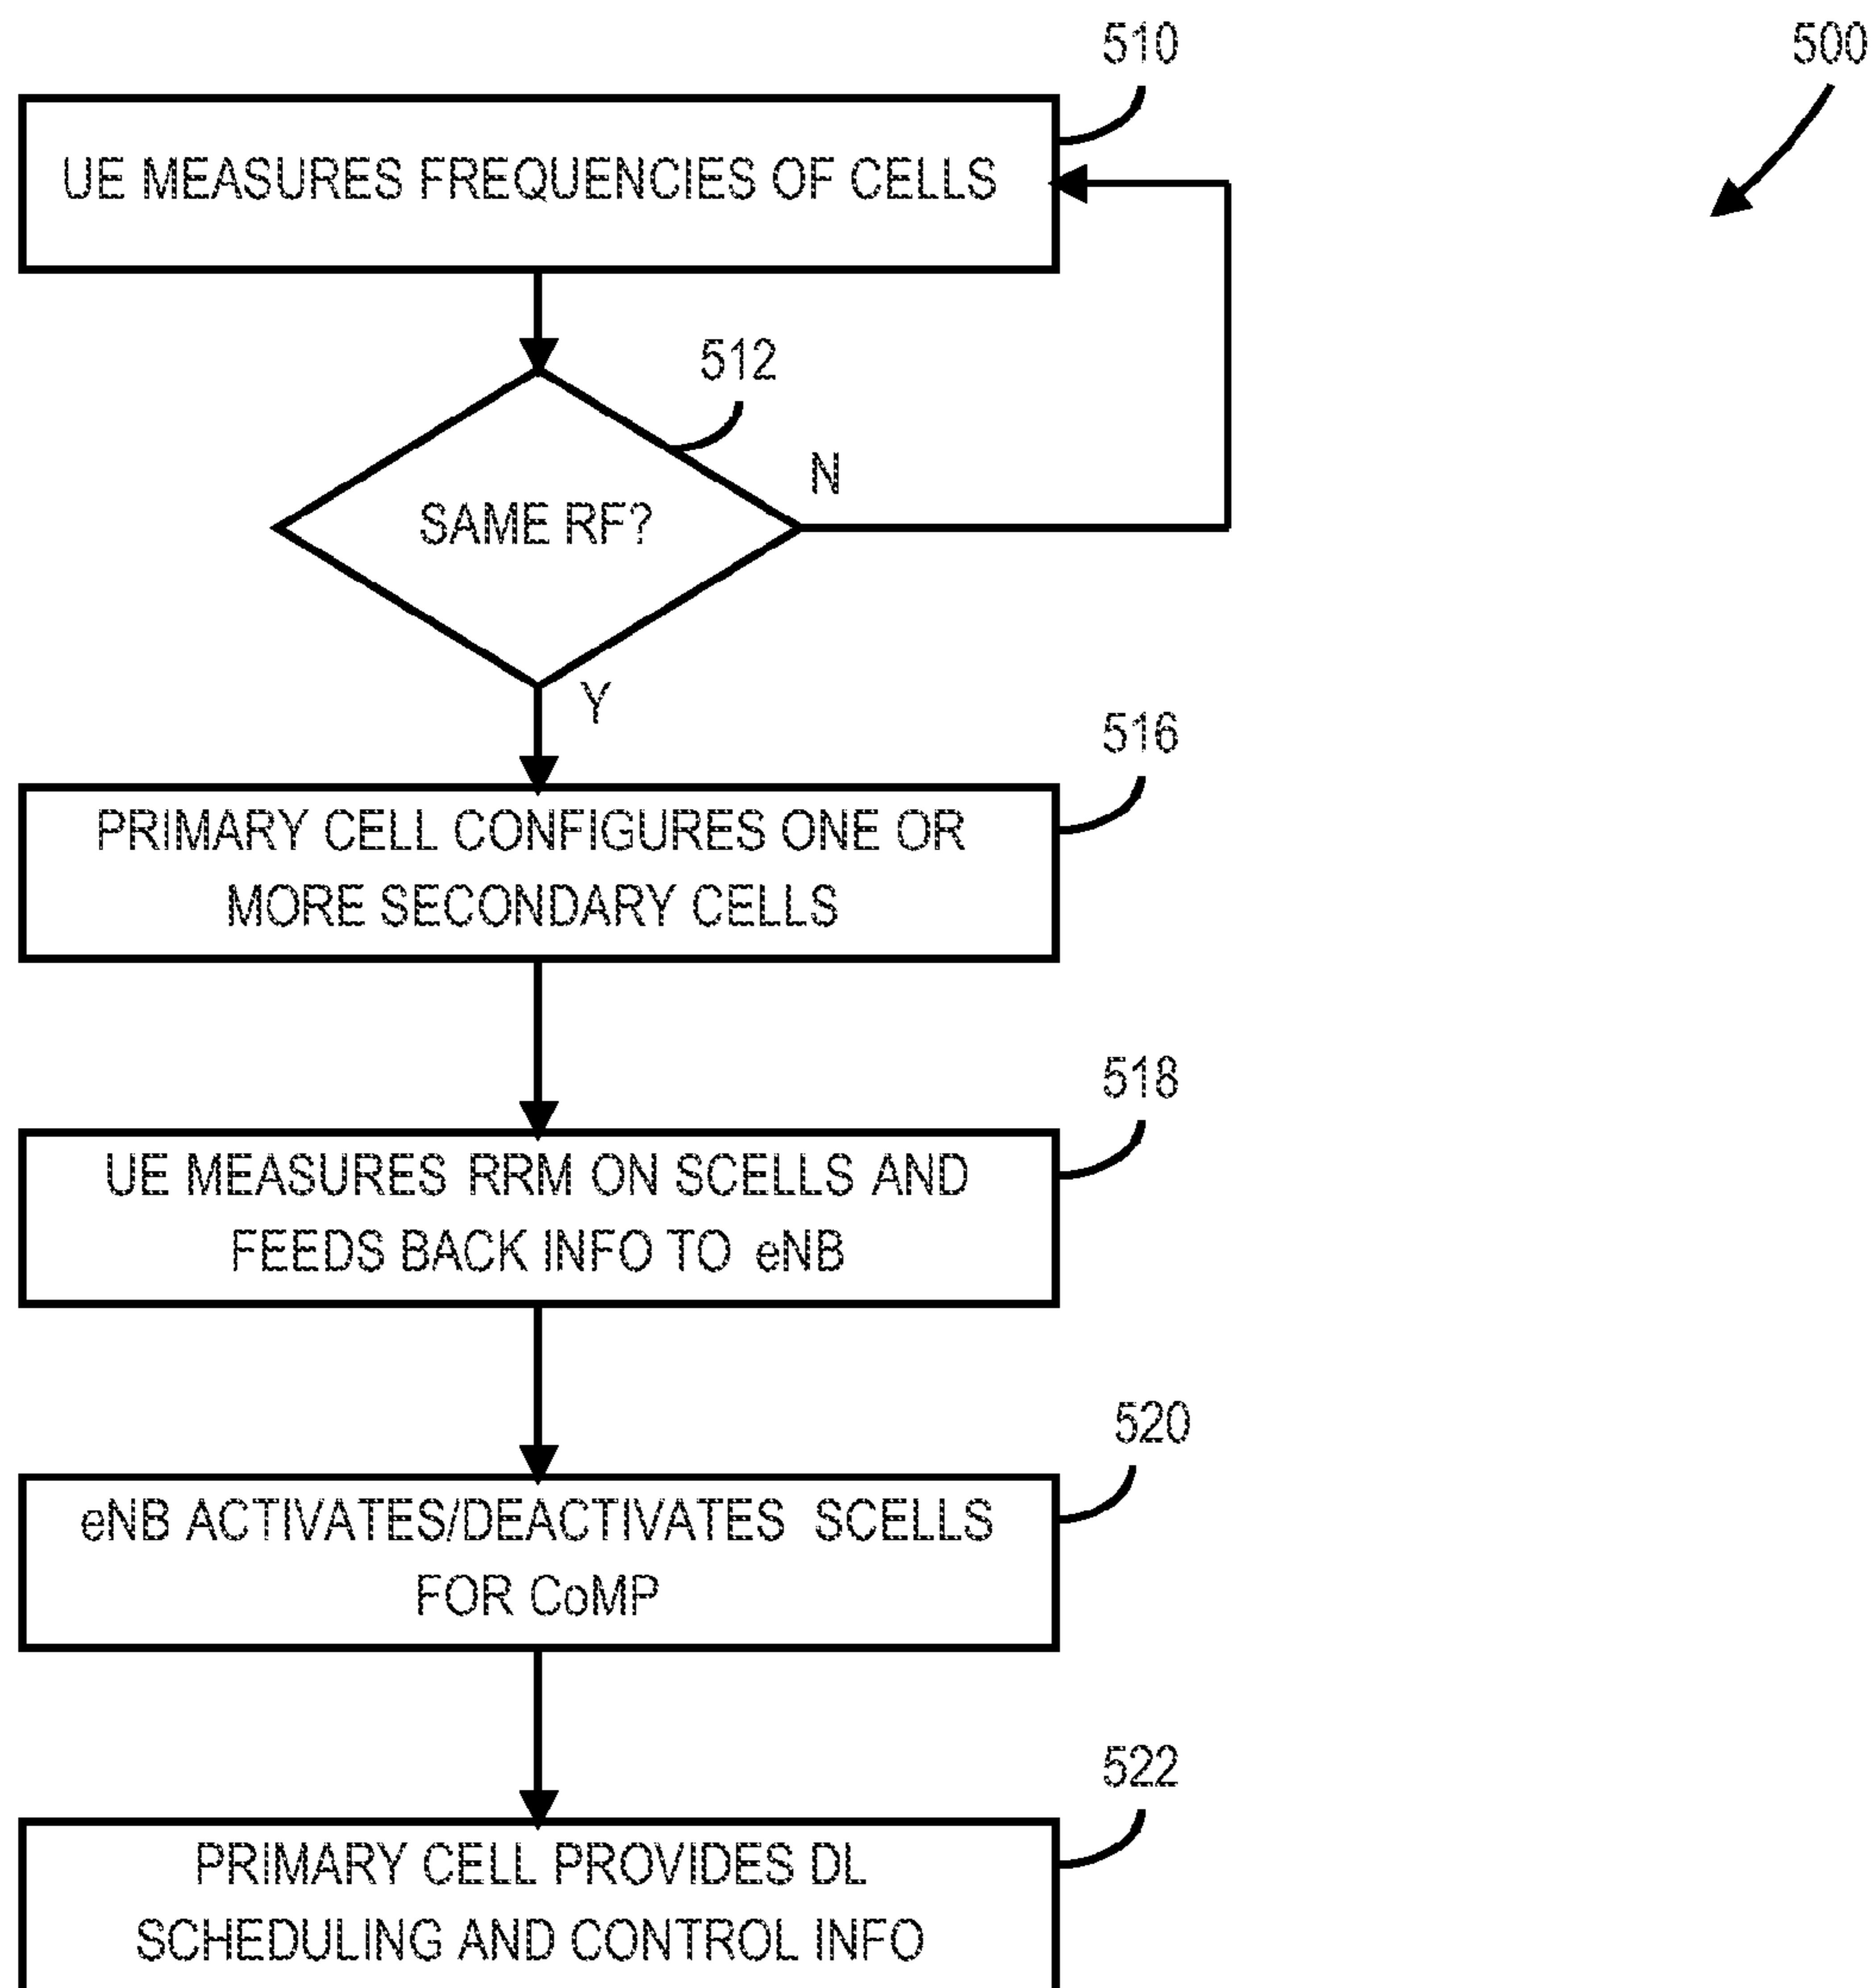 510
500
UE MEASURES FREQUENCIES OF CELLS
512
N
SAME RF?
Y
516
PRIMARY CELL CONFIGURES ONE OR
MORE SECONDARY CELLS
518
UE MEASURES RRM ON SCELLS AND
FEEDS BACK INFO TO eNB
520
eNB ACTIVATES/DEACTIVATES SCELLS
FOR CoMP
522
PRIMARY CELL PROVIDES DL
SCHEDULING AND CONTROL INFO